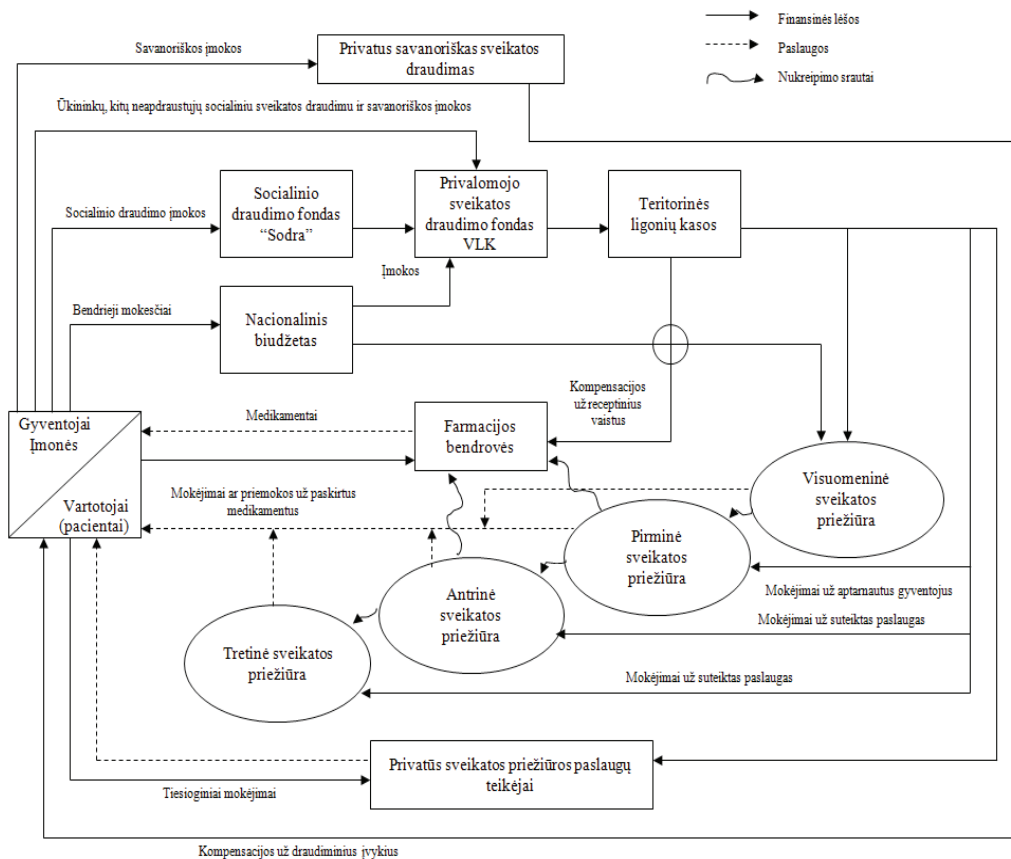 Savanoriškos įmokos
Privatus savanoriškas sveikatos
draudimas
Finansinės lėšos
Paslaugos
Nukreipimo srautai
Ūkininkų, kitų neapdraustųjų socialiniu sveikatos draudimu ir savanoriškos įmokos
Socialinio draudimo įmokos
Socialinio
draudimo fondas
“Sodra”
Privalomojo
sveikatos
draudimo fondas
VLK
Teritorinės
ligonių kasos
Įmokos
Bendrieji mokesčiai
Nacionalinis
biudžetas
Kompensacijos
už receptinius
vaistus
Gyventojai
Įmonės
Vartotojai
(pacientai)
Medikamentai
Farmacijos
bendrovės
Mokėjimai ar priemokos už paskirtus
medikamentus
Visuomeninė
sveikatos
priežiūra
Pirminė
sveikatos
priežiūra
Antrinė
sveikatos
priežiūra
Tretinė sveikatos
priežiūra
Mokėjimai už aptarnautus gyventojus
Mokėjimai už suteiktas paslaugas
Mokėjimai už suteiktas paslaugas
Privatūs sveikatos priežiūros paslaugų
teikėjai
Tiesioginiai mokėjimai
Kompensacijos už draudiminius įvykius